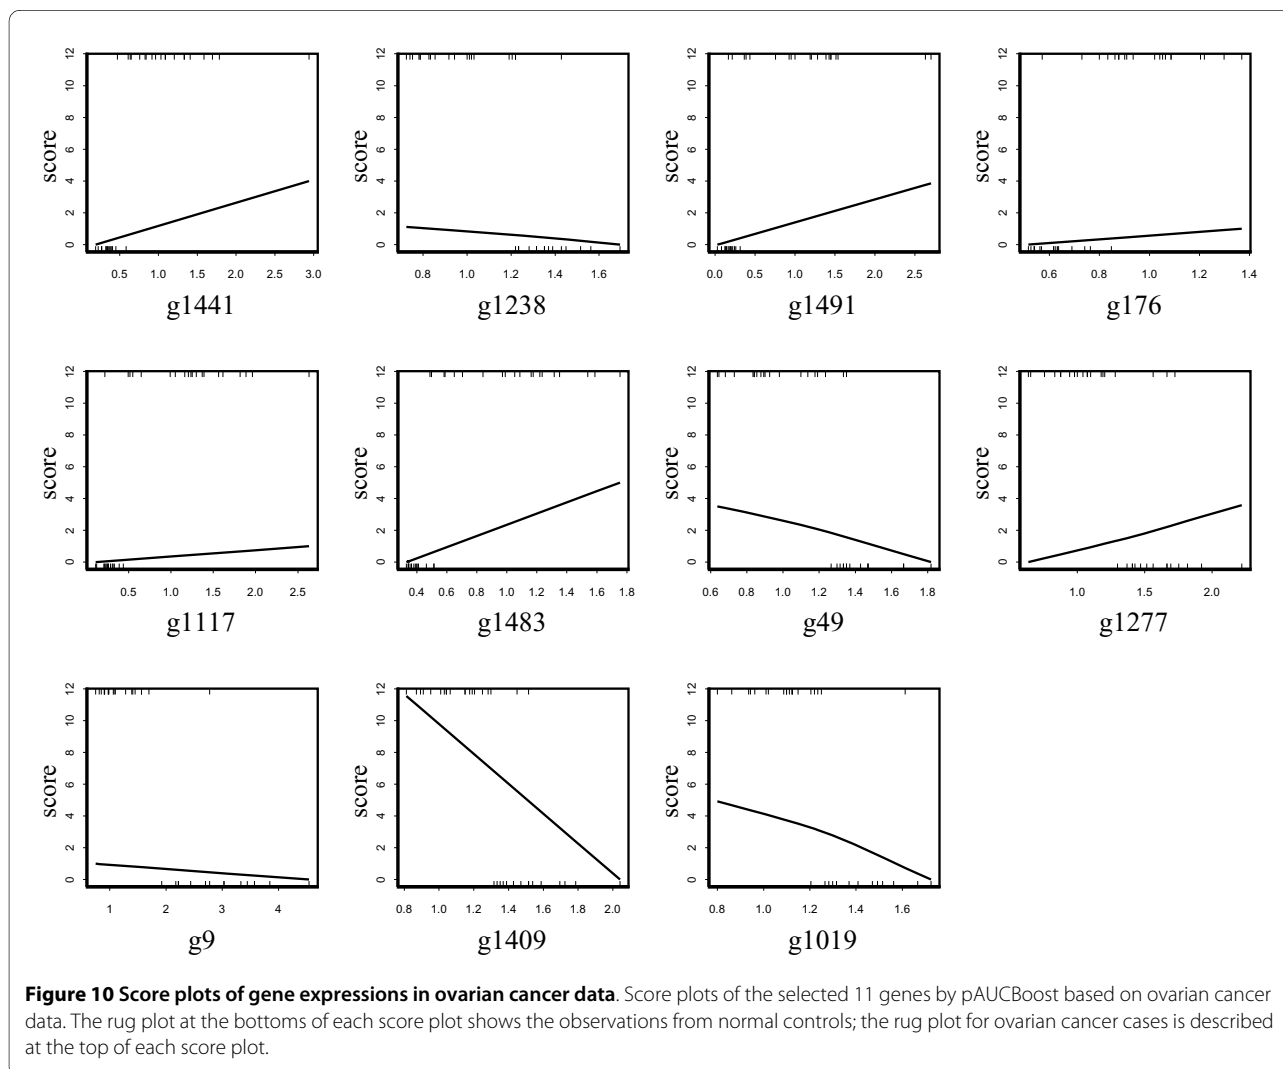 score
0 2 4 6 8 10 12
0.5 1.0 1.5 2.0 2.5 3.0
g1441
score
0 2 4 6 8 10 12
0.8 1.0 1.2 1.4 1.6
g1238
score
0 2 4 6 8 10 12
0.0 0.5 1.0 1.5 2.0 2.5
g1491
score
0 2 4 6 8 10 12
0.6 0.8 1.0 1.2 1.4
g176
score
0 2 4 6 8 10 12
0.5 1.0 1.5 2.0 2.5
g1117
score
0 2 4 6 8 10 12
0.4 0.6 0.8 1.0 1.2 1.4 1.6 1.8
g1483
score
0 2 4 6 8 10 12
0.6 0.8 1.0 1.2 1.4 1.6 1.8
g49
score
0 2 4 6 8 10 12
1.0 1.5 2.0
g1277
score
0 2 4 6 8 10 12
1 2 3 4
g9
score
0 2 4 6 8 10 12
0.8 1.0 1.2 1.4 1.6 1.8 2.0
g1409
score
0 2 4 6 8 10 12
0.8 1.0 1.2 1.4 1.6
g1019
Figure 10 Score plots of gene expressions in ovarian cancer data. Score plots of the selected 11 genes by pAUCBoost based on ovarian cancer
data. The rug plot at the bottoms of each score plot shows the observations from normal controls; the rug plot for ovarian cancer cases is described
at the top of each score plot.